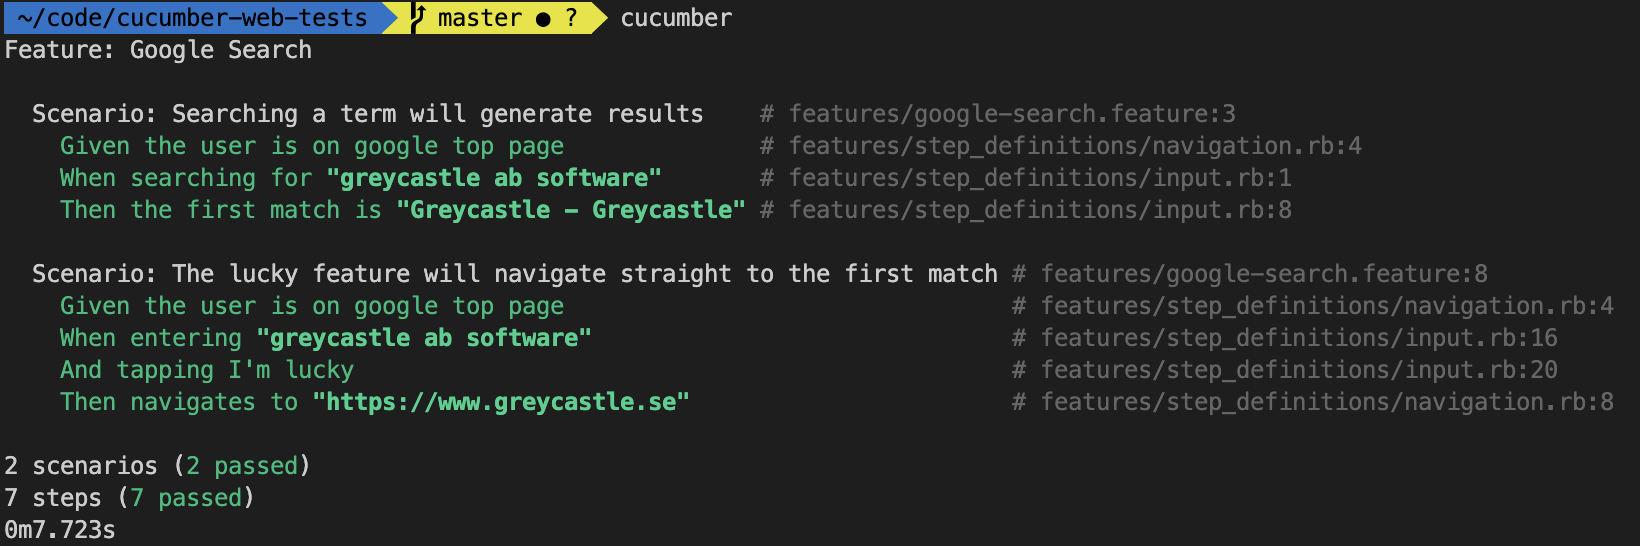 ~/code/cucumber-web-tests master ● ? cucumber
Feature: Google Search
Scenario: Searching a term will generate results # features/google-search.feature:3
Given the user is on google top page # features/step_definitions/navigation.rb:4
When searching for "greycastle ab software" # features/step_definitions/input.rb:1
Then the first match is "Greycastle - Greycastle" # features/step_definitions/input.rb:8
Scenario: The lucky feature will navigate straight to the first match # features/google-search.feature:8
Given the user is on google top page # features/step_definitions/navigation.rb:4
When entering "greycastle ab software" # features/step_definitions/input.rb:16
And tapping I'm lucky # features/step_definitions/input.rb:20
Then navigates to "https://www.greycastle.se" # features/step_definitions/navigation.rb:8
2 scenarios (2 passed)
7 steps (7 passed)
0m7.723s